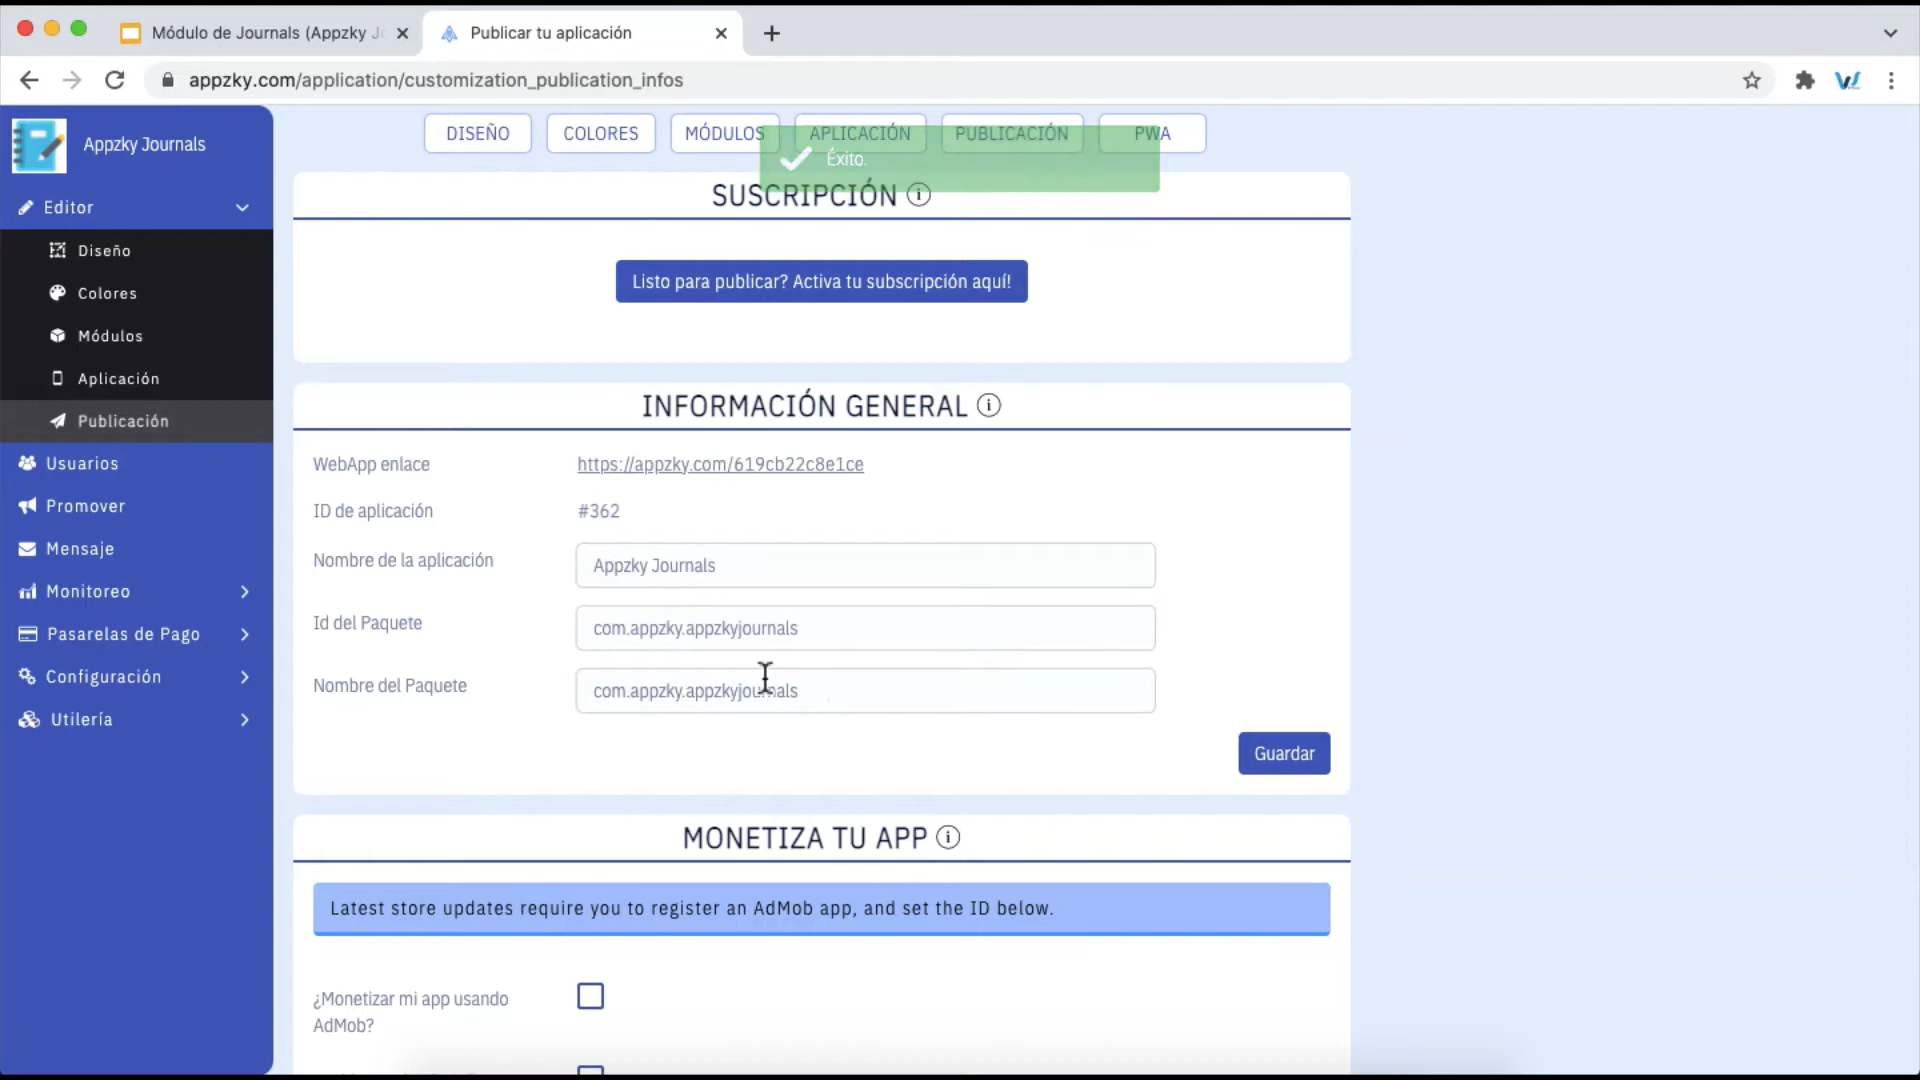 Módulo de Journals (Appzky Jo
Publicar tu aplicación
appzky.com/application/customization_publication_infos
Appzky Journals
DISEÑO
COLORES
MÓDULOS
APLICACIÓN
PUBLICACIÓN
PWA
Éxito.
Editor
Diseño
Colores
Módulos
Aplicación
Publicación
Usuarios
Promover
Mensaje
Monitoreo
Pasarelas de Pago
Configuración
Utilería
SUSCRIPCIÓN
Listo para publicar? Activa tu subscripción aquí!
INFORMACIÓN GENERAL
WebApp enlace
https://appzky.com/619cb22c8e1ce
ID de aplicación
#362
Nombre de la aplicación
Appzky Journals
Id del Paquete
com.appzky.appzkyjournals
Nombre del Paquete
com.appzky.appzkyjournals
Guardar
MONETIZA TU APP
Latest store updates require you to register an AdMob app, and set the ID below.
¿Monetizar mi app usando
AdMob?